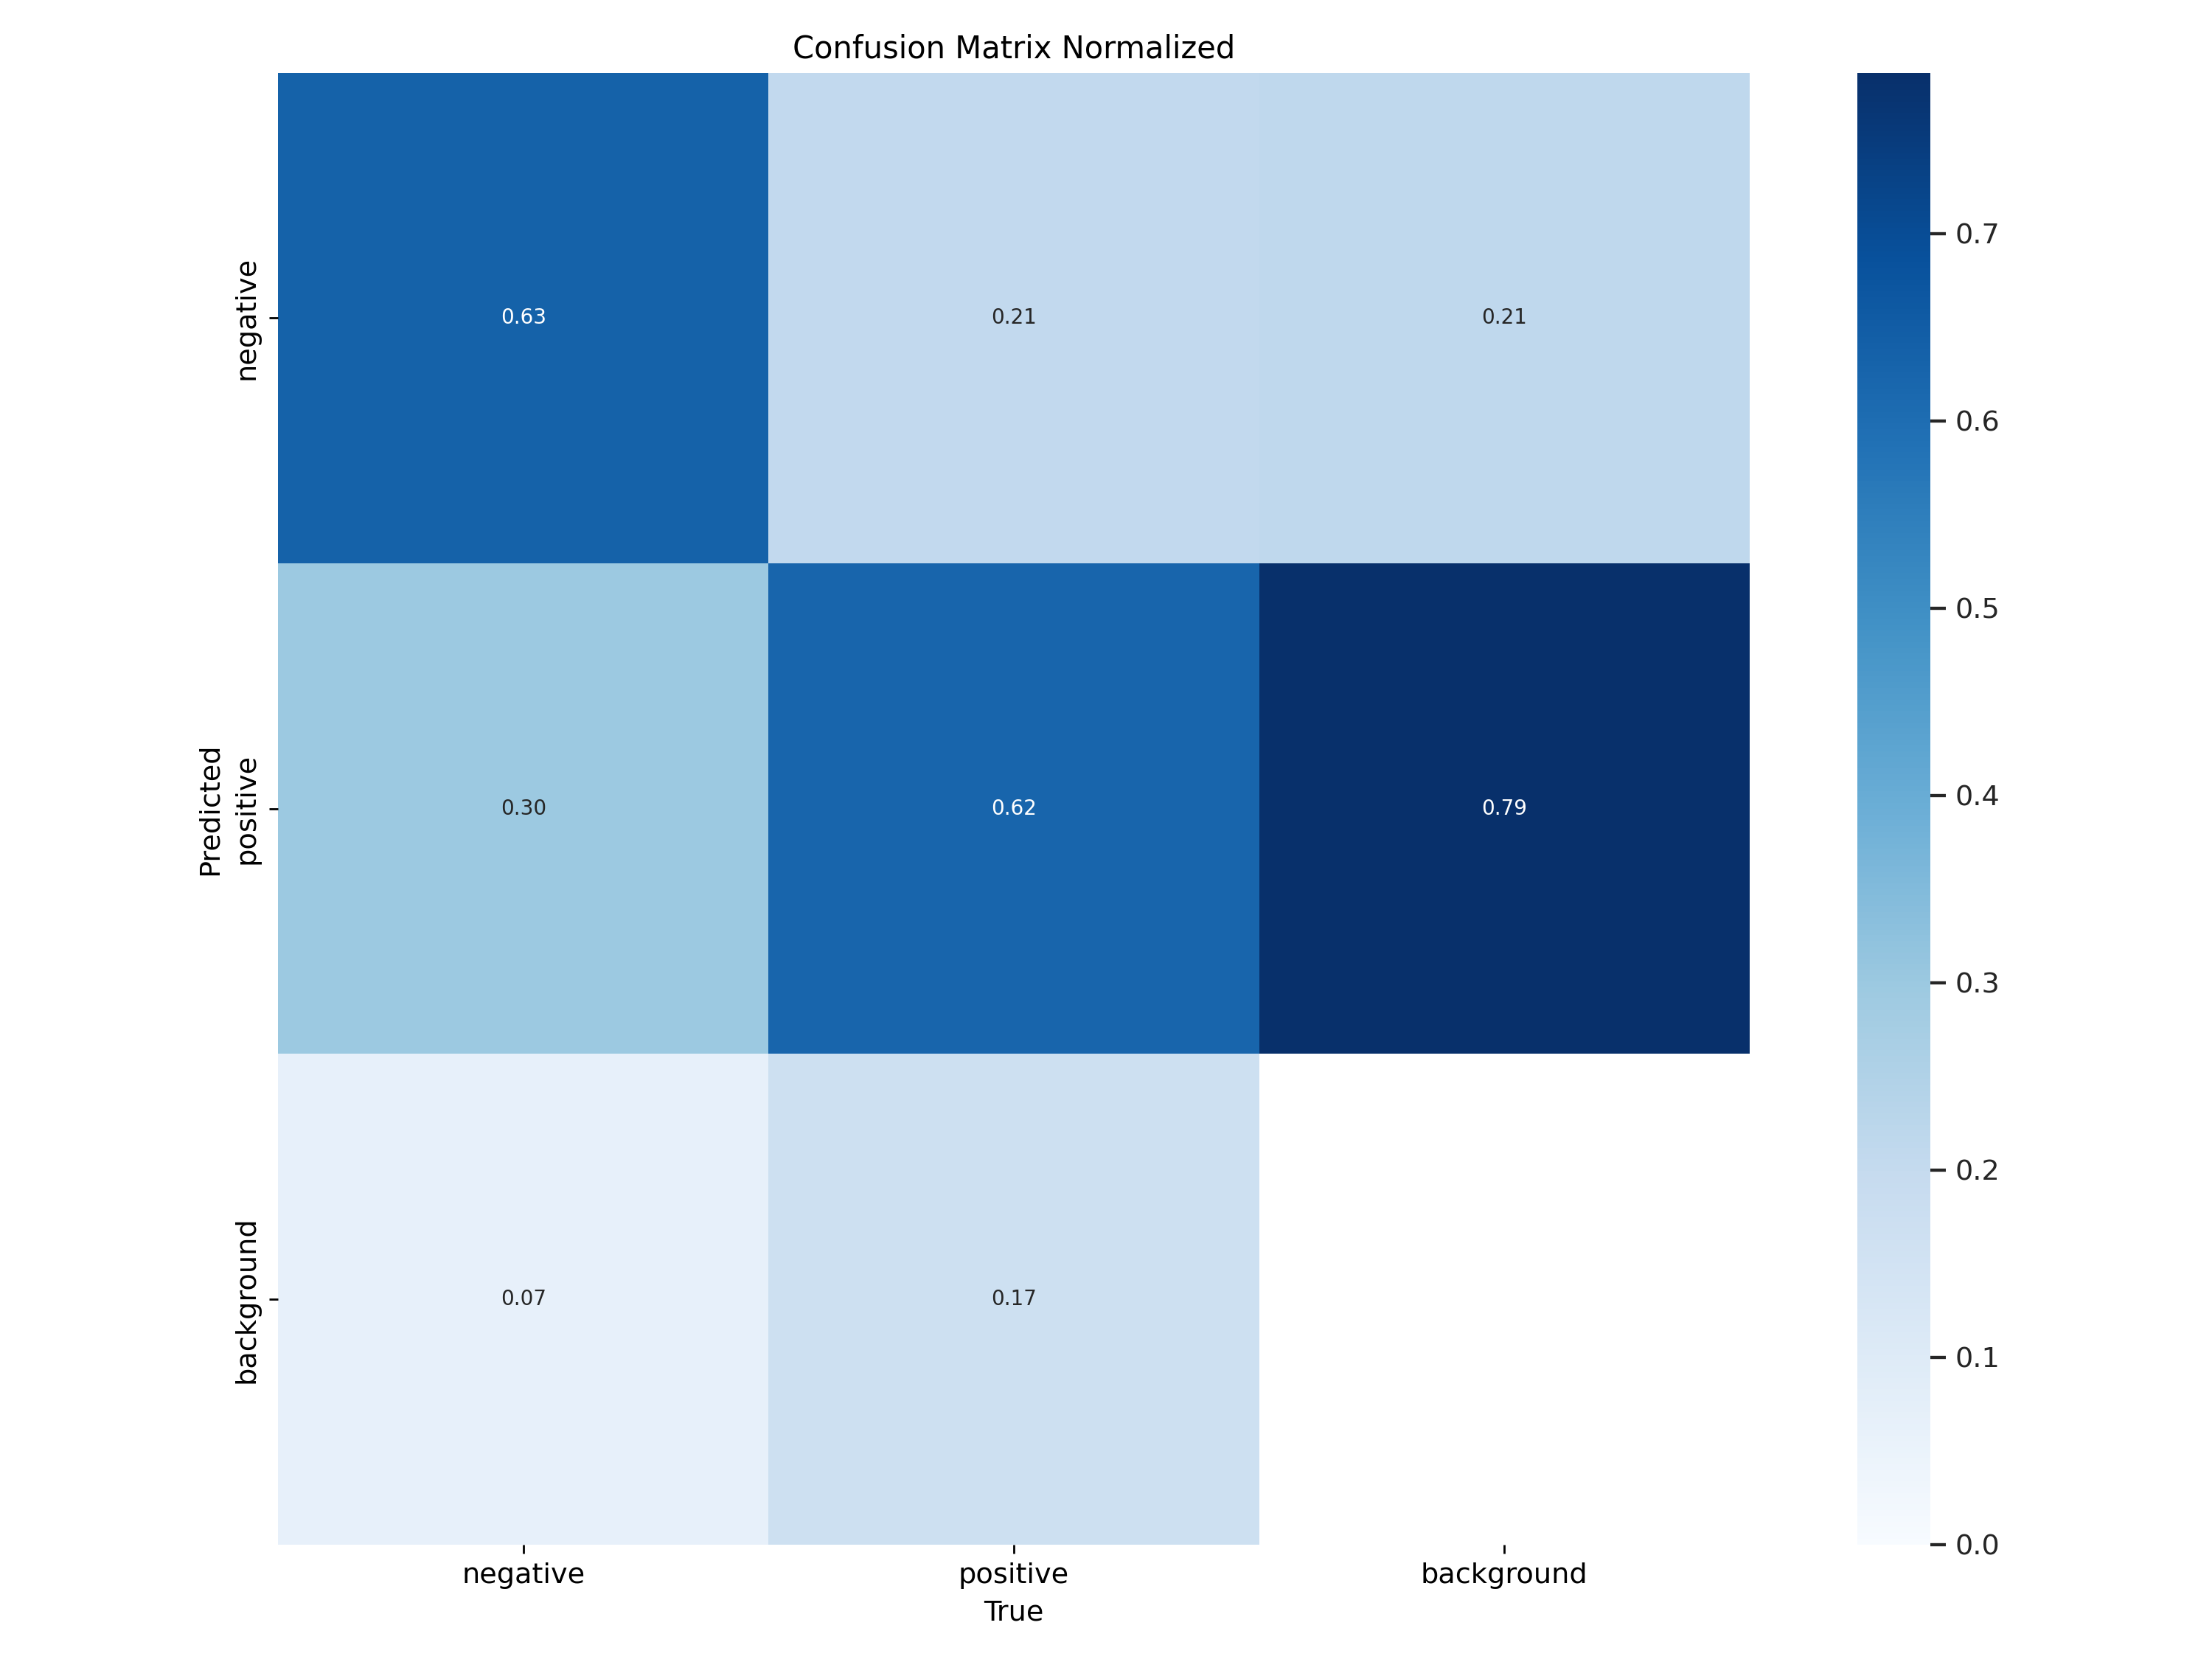 Confusion Matrix Normalized
negative
0.63
0.21
0.21
0.7
0.6
0.5
0.4
0.3
0.2
0.1
0.0
Predicted
positive
0.30
0.62
0.79
background
0.07
0.17
negative
positive
background
True